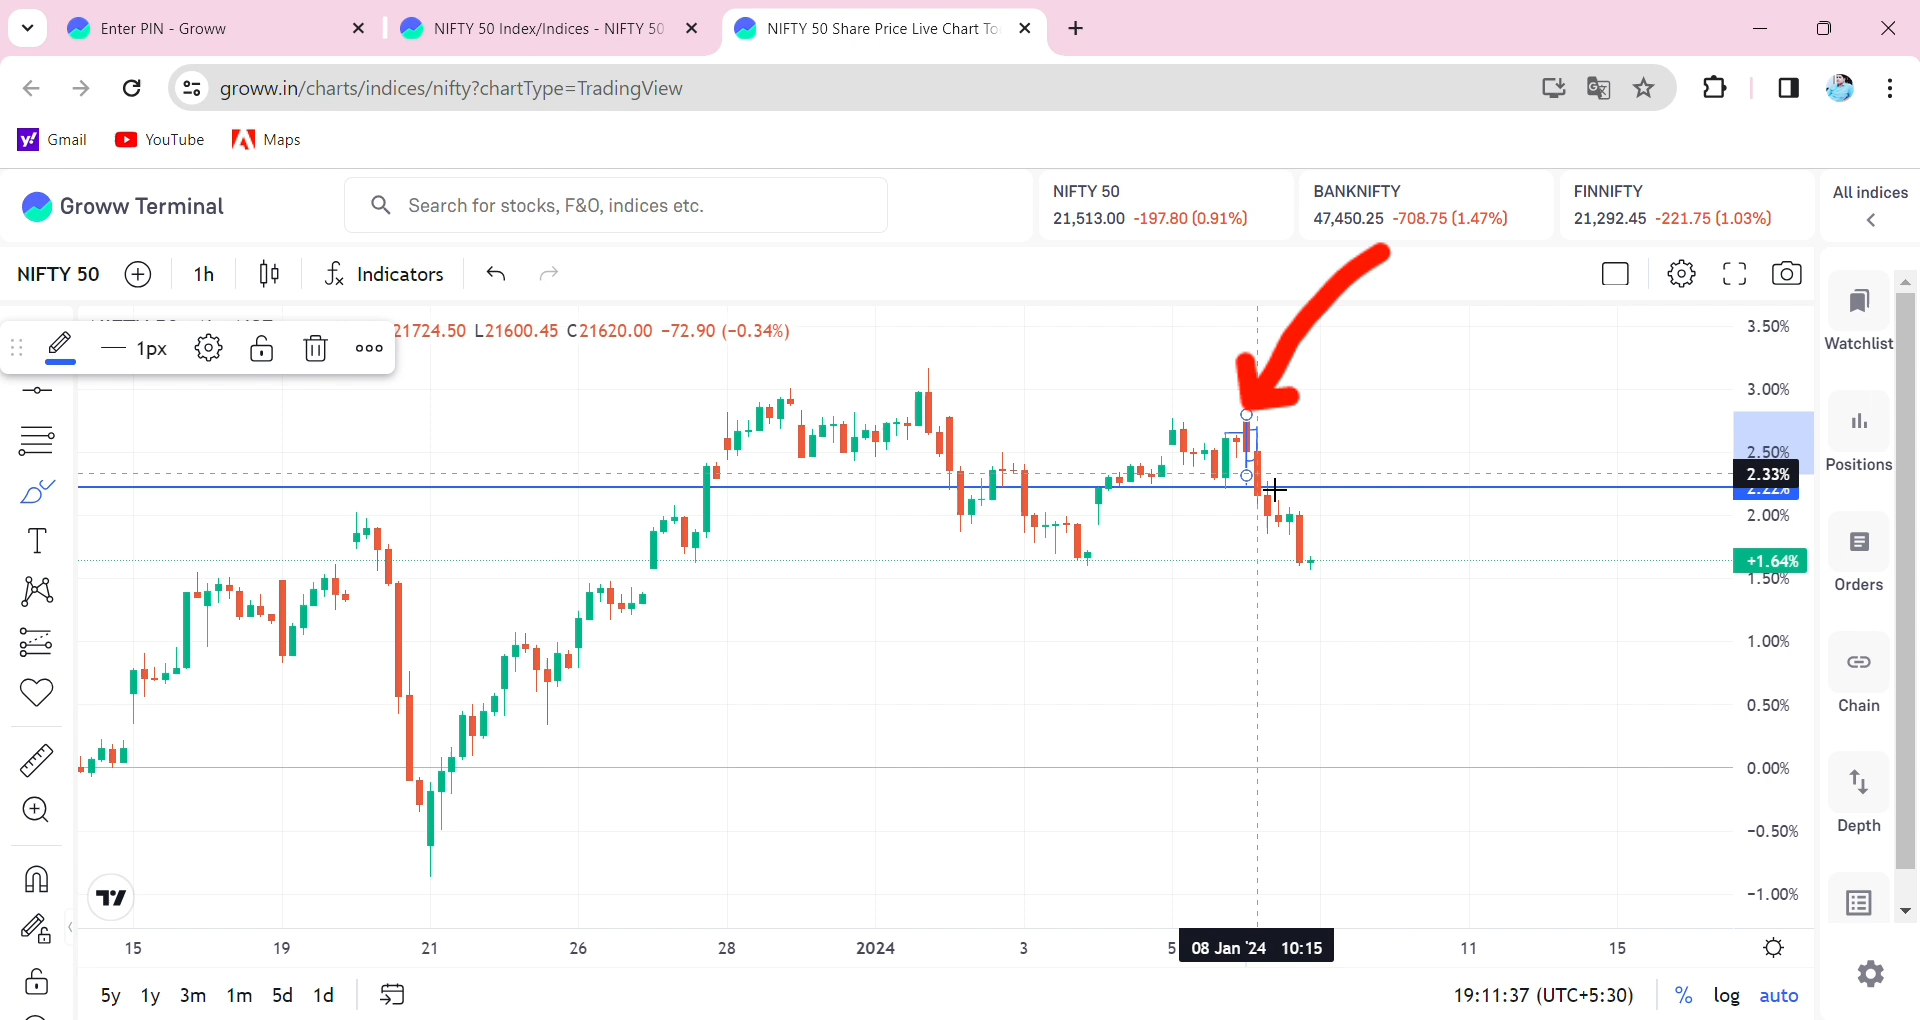 Enter PIN - Groww
NIFTY 50 Index/Indices - NIFTY 50
NIFTY 50 Share Price Live Chart To
groww.in/charts/indices/nifty?chartType=TradingView
Gmail
YouTube
Maps
Groww Terminal
Search for stocks, F&O, indices etc.
NIFTY 50
21,513.00 -197.80 (0.91%)
BANKNIFTY
47,450.25 -708.75 (1.47%)
FINNIFTY
21,292.45 -221.75 (1.03%)
All indices
NIFTY 50
1h
Indicators
21724.50 L21600.45 C21620.00 -72.90 (-0.34%)
1px
3.50%
3.00%
2.50%
2.33%
2.22%
2.00%
+1.64%
1.50%
1.00%
0.50%
0.00%
-0.50%
-1.00%
Watchlist
Positions
Orders
Chain
Depth
15
19
21
26
28
2024
3
5
08 Jan '24 10:15
11
15
5y
1y
3m
1m
5d
1d
19:11:37 (UTC+5:30)
%
log
auto